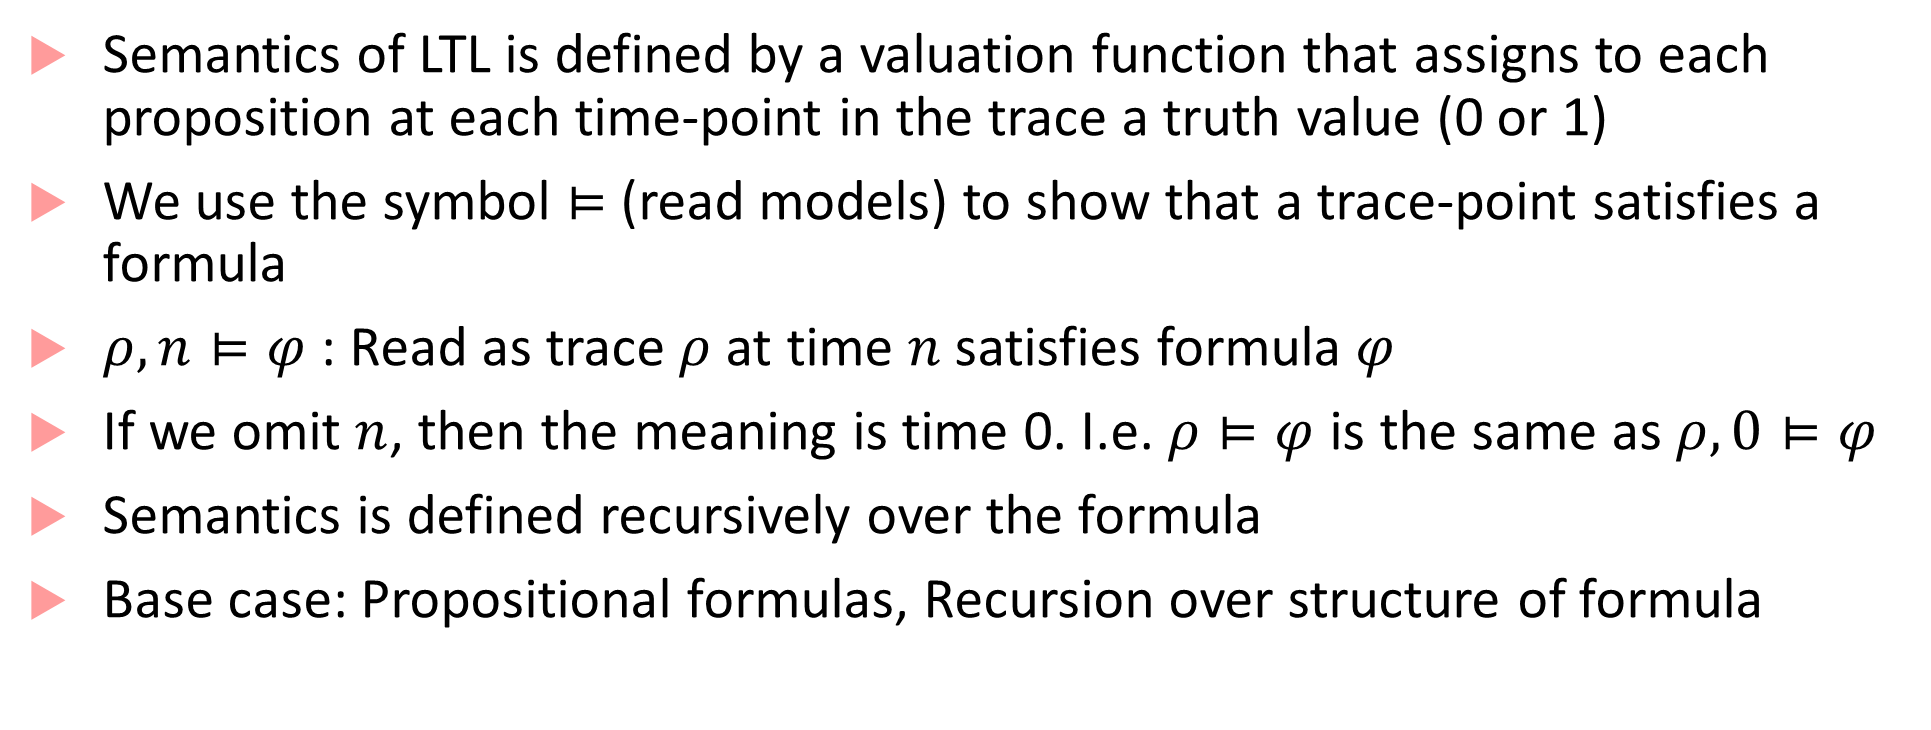 Semantics of LTL is defined by a valuation function that assigns to each
proposition at each time-point in the trace a truth value (0 or 1)
We use the symbol ⊨ (read models) to show that a trace-point satisfies a
formula
𝜌, 𝑛 ⊨ 𝜑 : Read as trace 𝜌 at time 𝑛 satisfies formula 𝜑
If we omit 𝑛, then the meaning is time 0. I.e. 𝜌 ⊨ 𝜑 is the same as 𝜌, 0 ⊨ 𝜑
Semantics is defined recursively over the formula
Base case: Propositional formulas, Recursion over structure of formula